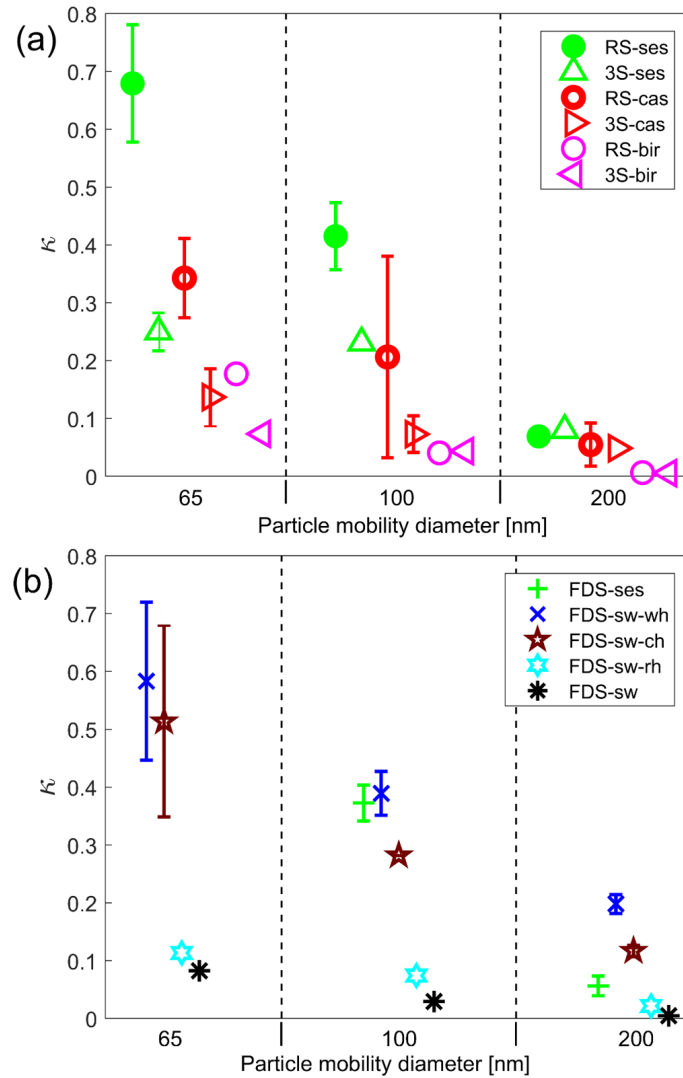 (a)
0.8
0.7
0.6
0.5
0.4
0.3
0.2
0.1
0
κ
RS-ses
3S-ses
RS-cas
3S-cas
RS-bir
3S-bir
65
100
200
Particle mobility diameter [nm]
(b)
0.8
0.7
0.6
0.5
0.4
0.3
0.2
0.1
0
κ
FDS-ses
FDS-sw-wh
FDS-sw-ch
FDS-sw-rh
FDS-sw
65
100
200
Particle mobility diameter [nm]